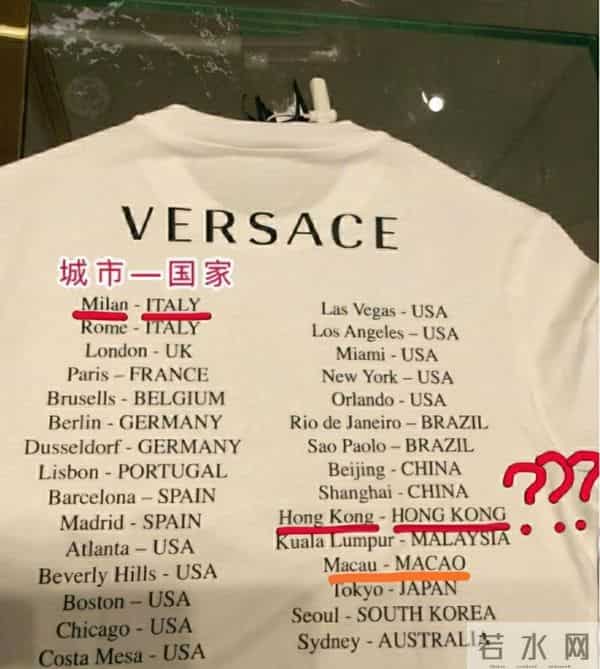 VERSACE
城市—国家
Milan - ITALY
Rome - ITALY
London - UK
Paris – FRANCE
Brusells - BELGIUM
Berlin - GERMANY
Dusseldorf - GERMANY
Lisbon - PORTUGAL
Barcelona – SPAIN
Madrid - SPAIN
Atlanta – USA
Beverly Hills - USA
Boston – USA
Chicago - USA
Costa Mesa - USA
Las Vegas - USA
Los Angeles – USA
Miami - USA
New York – USA
Orlando - USA
Rio de Janeiro – BRAZIL
Sao Paolo – BRAZIL
Beijing - CHINA
Shanghai - CHINA
Hong Kong - HONG KONG
???
Kuala Lumpur - MALAYSIA
Macau - MACAO
Tokyo - JAPAN
Seoul - SOUTH KOREA
Sydney - AUSTRALIA
若水网